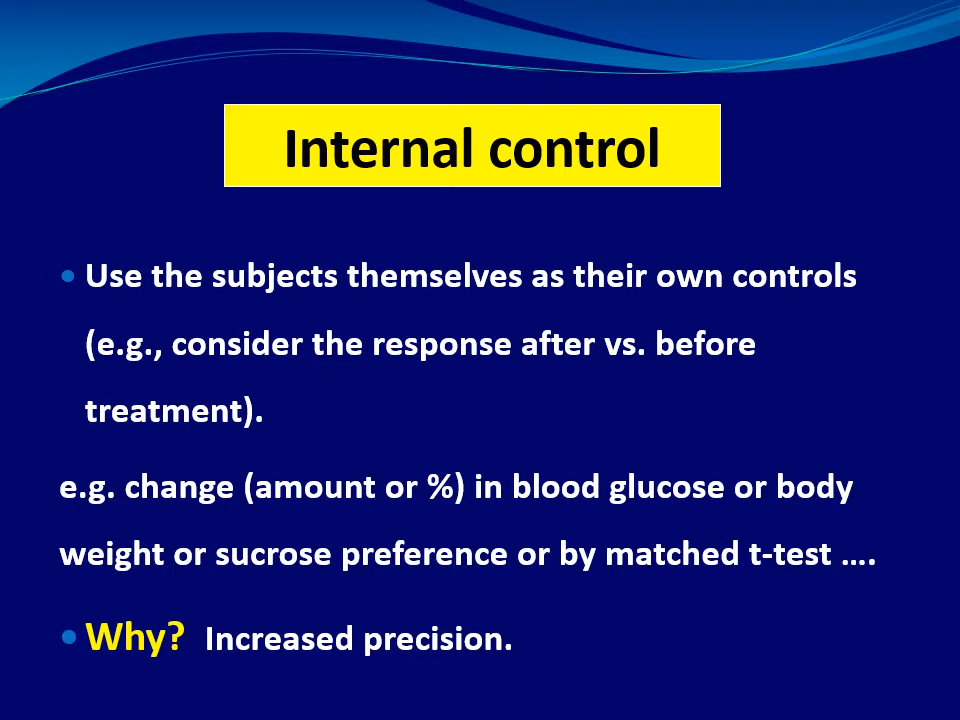 Internal control
• Use the subjects themselves as their own controls
(e.g., consider the response after vs. before
treatment).
e.g. change (amount or %) in blood glucose or body
weight or sucrose preference or by matched t-test ….
• Why? Increased precision.